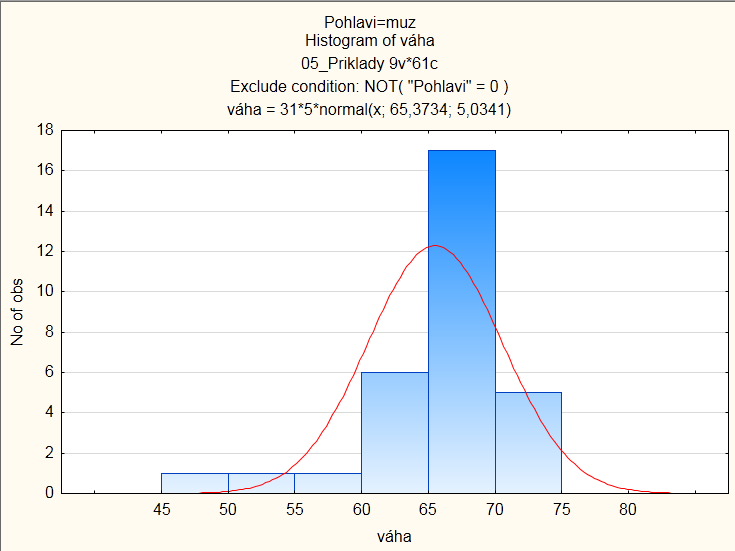 Pohlavi=muz
Histogram of váha
05_Priklady 9v*61c
Exclude condition: NOT( "Pohlavi" = 0 )
váha = 31*5*normal(x; 65,3734; 5,0341)
18
16
14
12
10
8
6
4
2
0
No of obs
45 50 55 60 65 70 75 80
váha